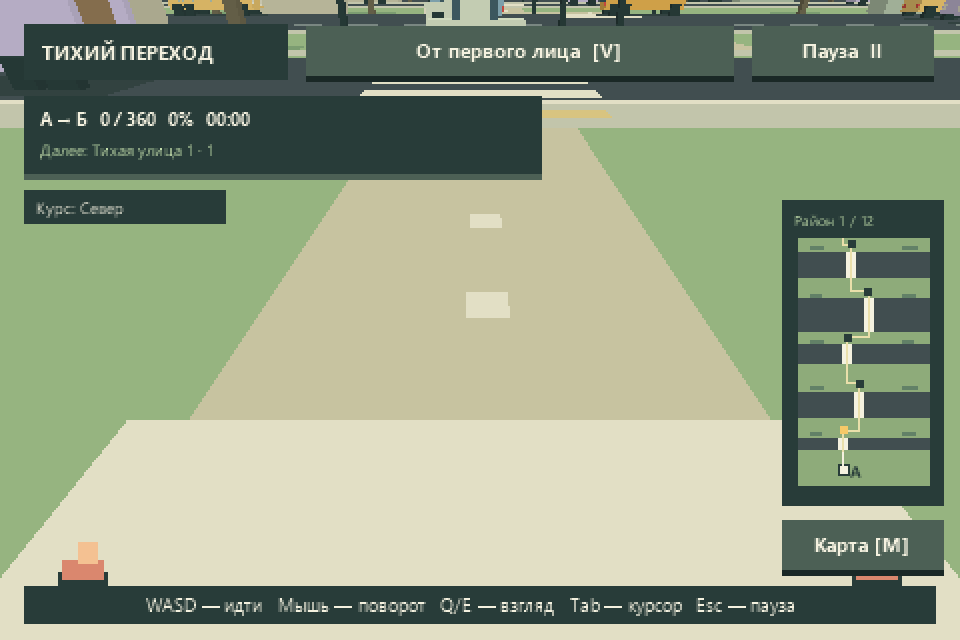 ТИХИЙ ПЕРЕХОД
От первого лица [V]
Пауза II
А — Б 0 / 360 0% 00:00
Далее: Тихая улица 1 · 1
Курс: Север
Район 1 / 12
А
Карта [M]
WASD — идти Мышь — поворот Q/E — взгляд Tab — курсор Esc — пауза